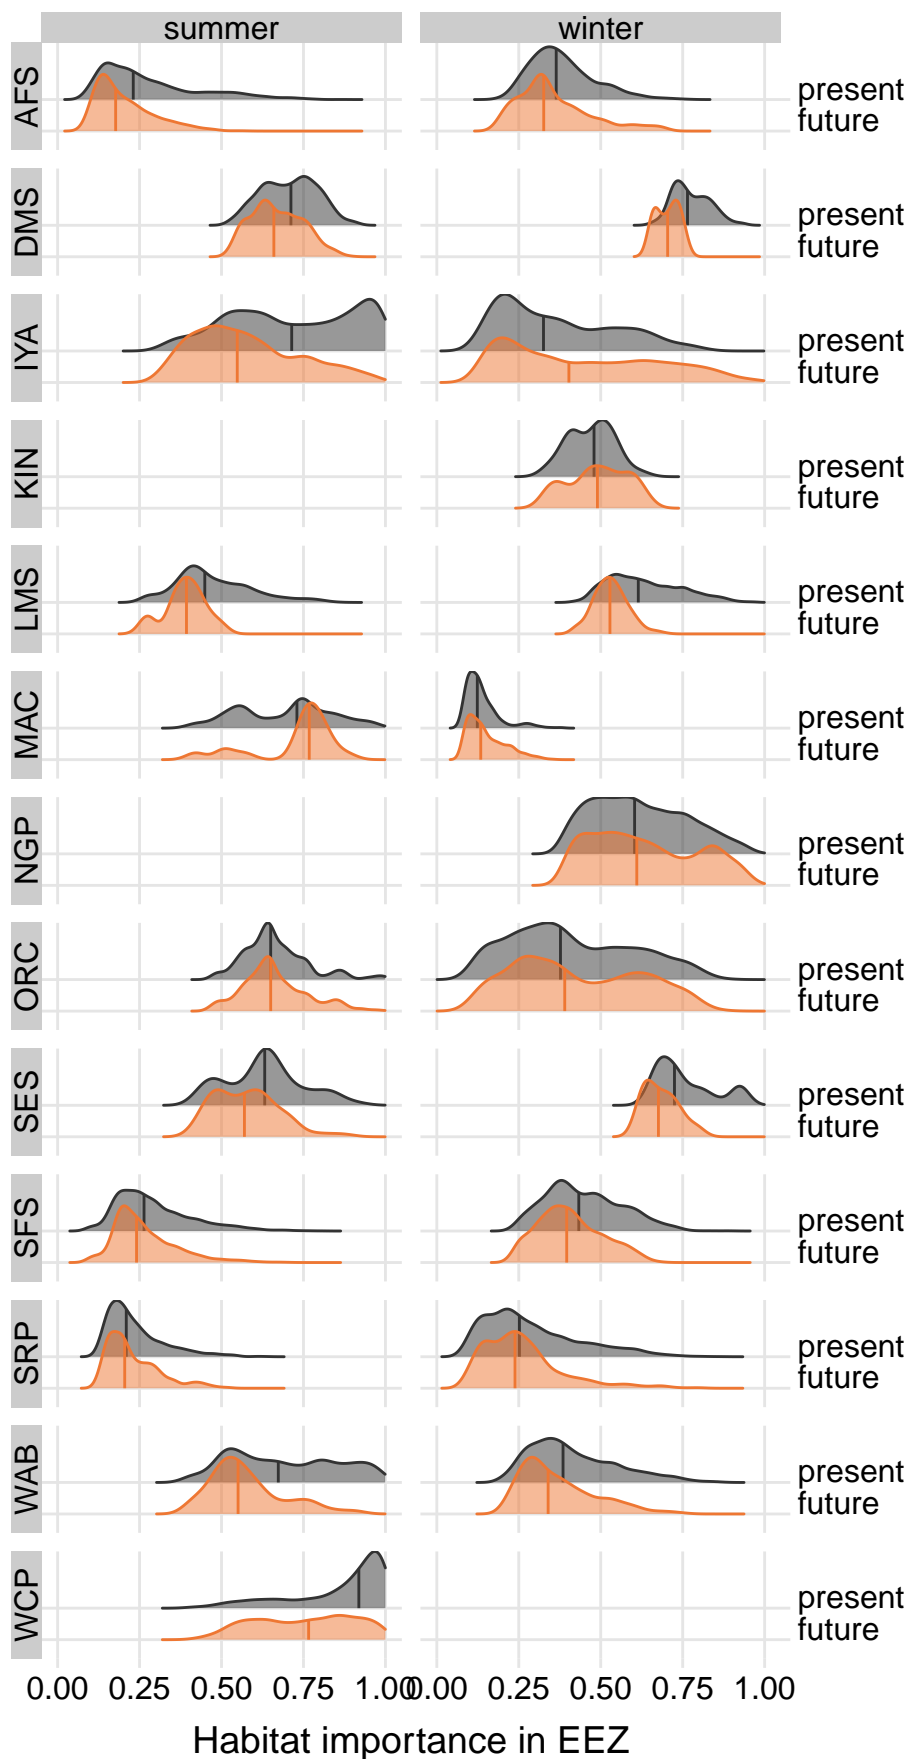 summer winter
AFS
present
future
DMS
present
future
IYA
present
future
KIN
present
future
LMS
present
future
MAC
present
future
NGP
present
future
ORC
present
future
SES
present
future
SFS
present
future
SRP
present
future
WAB
present
future
WCP
present
future
0.00 0.25 0.50 0.75 1.00 0.00 0.25 0.50 0.75 1.00
Habitat importance in EEZ